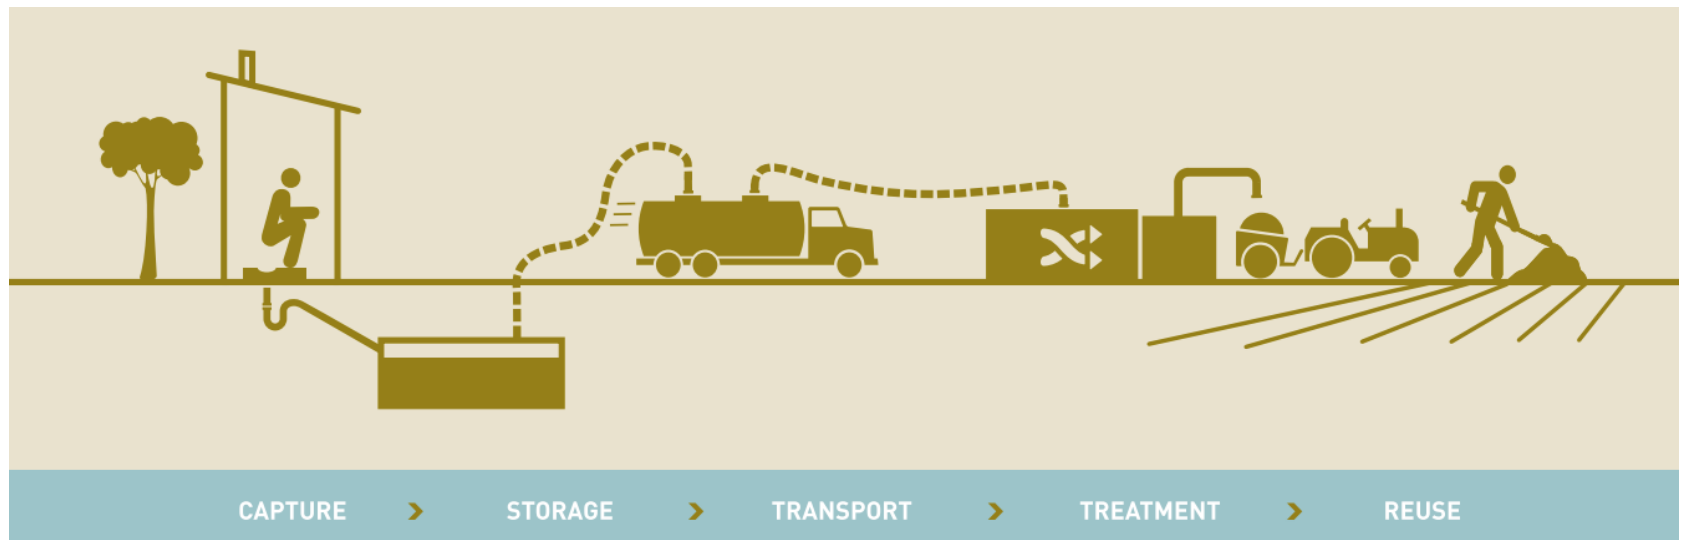 CAPTURE > STORAGE > TRANSPORT > TREATMENT > REUSE